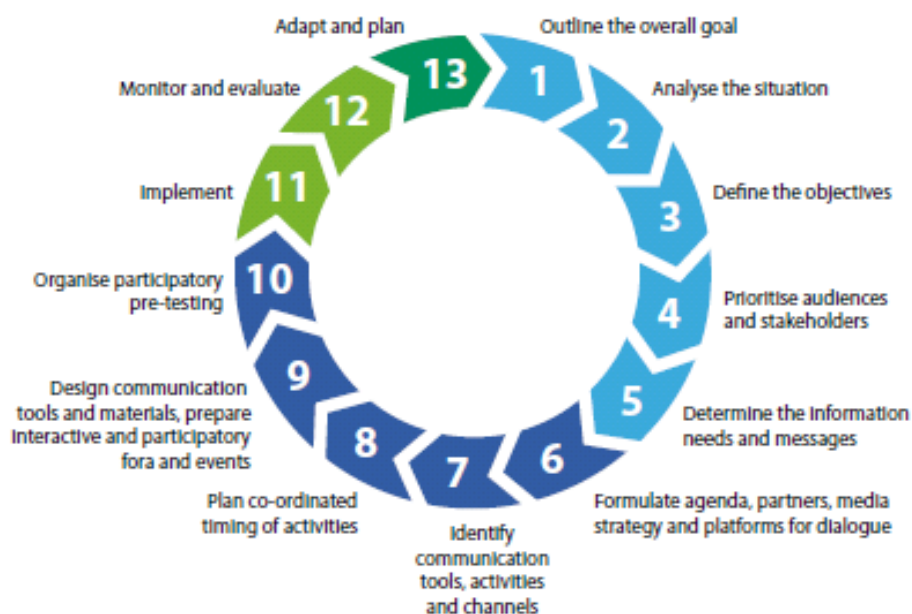 1
Outline the overall goal
2
Analyse the situation
3
Define the objectives
4
Prioritise audiences
and stakeholders
5
Determine the information
needs and messages
6
Formulate agenda, partners, media
strategy and platforms for dialogue
7
Identify
communication
tools, activities
and channels
8
Plan co-ordinated
timing of activities
9
Design communication
tools and materials, prepare
interactive and participatory
fora and events
10
Organise participatory
pre-testing
11
Implement
12
Monitor and evaluate
13
Adapt and plan